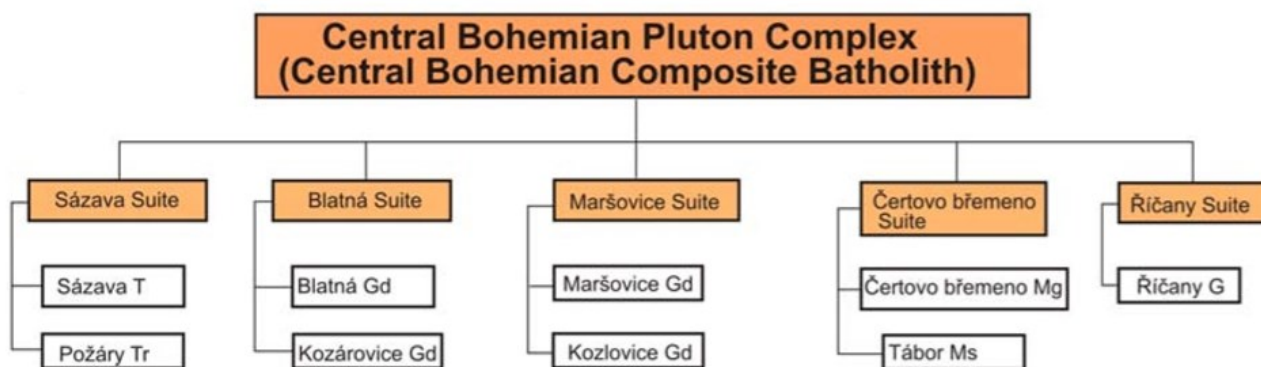 Central Bohemian Pluton Complex
(Central Bohemian Composite Batholith)
Sázava Suite
Blatná Suite
Maršovice Suite
Čertovo břemeno
Suite
Říčany Suite
Sázava T
Blatná Gd
Maršovice Gd
Čertovo břemeno Mg
Říčany G
Požáry Tr
Kozárovice Gd
Kozlovice Gd
Tábor Ms